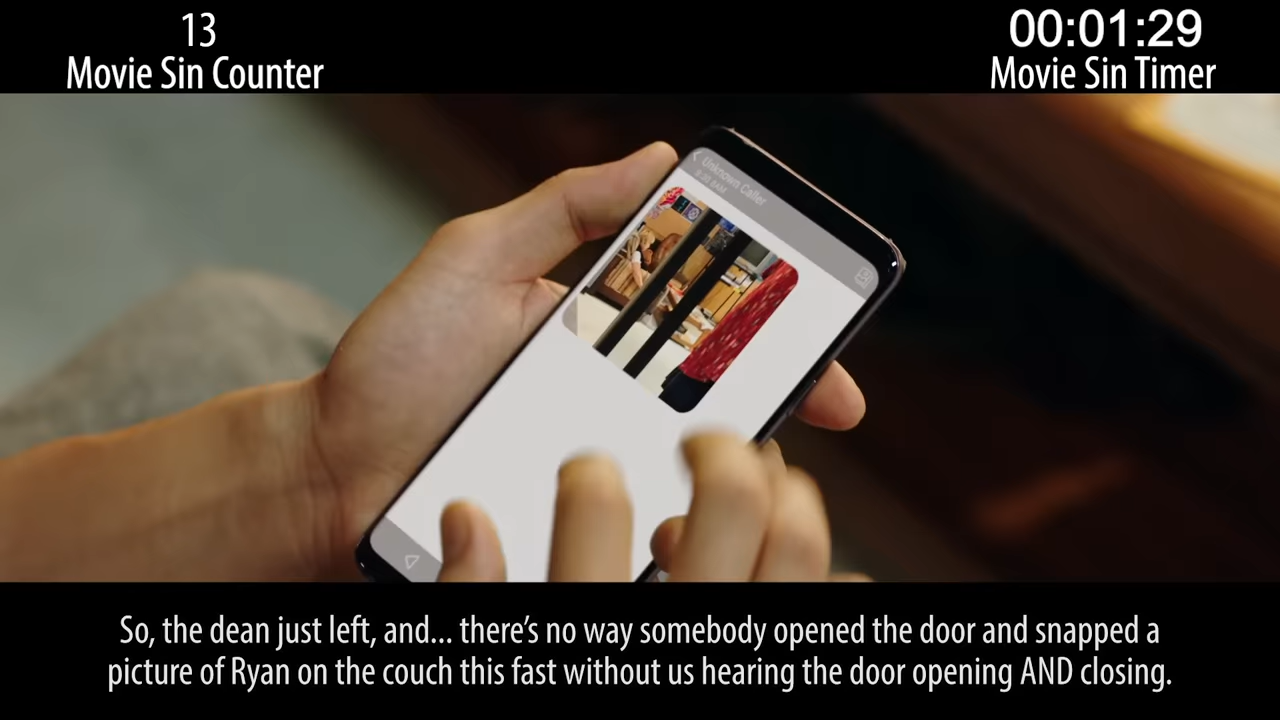 13
Movie Sin Counter
00:01:29
Movie Sin Timer
Unknown Caller
So, the dean just left, and... there's no way somebody opened the door and snapped a
picture of Ryan on the couch this fast without us hearing the door opening AND closing.